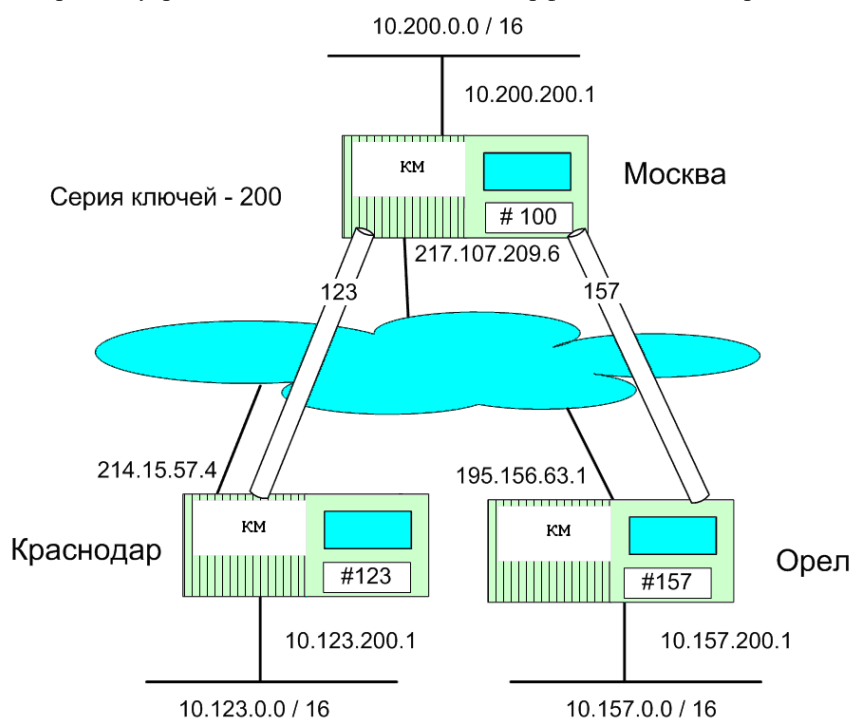 10.200.0.0 / 16
10.200.200.1
км
Москва
Серия ключей - 200
# 100
217.107.209.6
123
157
214.15.57.4
195.156.63.1
км
км
Краснодар
#123
#157
Орел
10.123.200.1
10.157.200.1
10.123.0.0 / 16
10.157.0.0 / 16